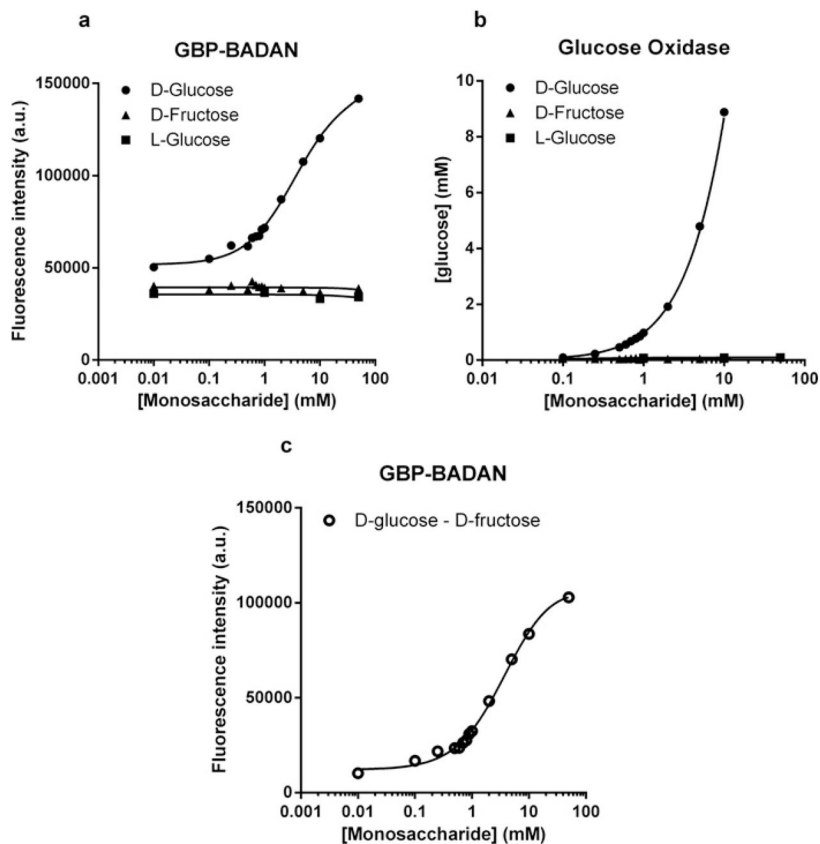 a
GBP-BADAN
D-Glucose
D-Fructose
L-Glucose
Fluorescence intensity (a.u.)
150000
100000
50000
0
0.001 0.01 0.1 1 10 100
[Monosaccharide] (mM)
b
Glucose Oxidase
D-Glucose
D-Fructose
L-Glucose
[glucose] (mM)
10
8
6
4
2
0
0.01 0.1 1 10 100
[Monosaccharide] (mM)
c
GBP-BADAN
D-glucose - D-fructose
Fluorescence intensity (a.u.)
150000
100000
50000
0
0.001 0.01 0.1 1 10 100
[Monosaccharide] (mM)